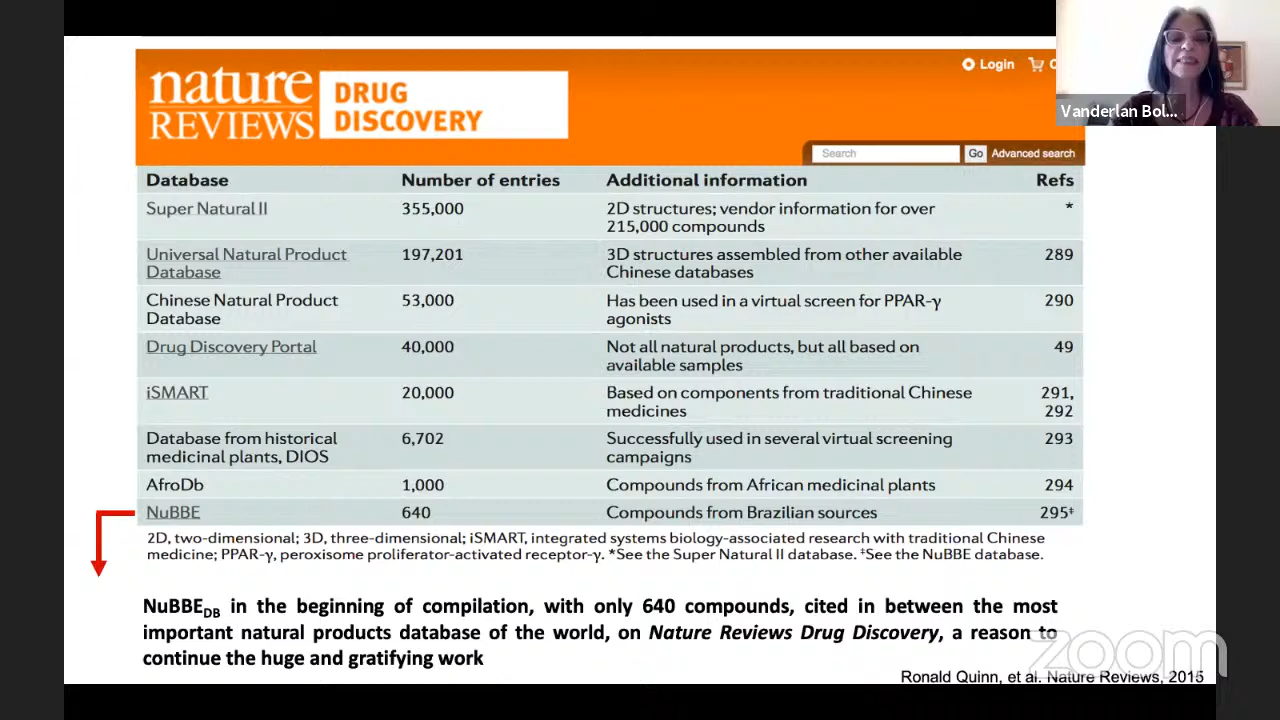 nature
REVIEWS
DRUG
DISCOVERY
Login
Search
Go
Advanced search
Vanderlan Bol...
Database Number of entries Additional information Refs
Super Natural II 355,000 2D structures; vendor information for over *
215,000 compounds
Universal Natural Product 197,201 3D structures assembled from other available 289
Database Chinese databases
Chinese Natural Product 53,000 Has been used in a virtual screen for PPAR-γ 290
Database agonists
Drug Discovery Portal 40,000 Not all natural products, but all based on 49
available samples
iSMART 20,000 Based on components from traditional Chinese 291,
medicines 292
Database from historical 6,702 Successfully used in several virtual screening 293
medicinal plants, DIOS campaigns
AfroDb 1,000 Compounds from African medicinal plants 294
NuBBE 640 Compounds from Brazilian sources 295‡
2D, two-dimensional; 3D, three-dimensional; iSMART, integrated systems biology-associated research with traditional Chinese
medicine; PPAR-γ, peroxisome proliferator-activated receptor-γ. *See the Super Natural II database. ‡See the NuBBE database.
NuBBEDB in the beginning of compilation, with only 640 compounds, cited in between the most
important natural products database of the world, on Nature Reviews Drug Discovery, a reason to
continue the huge and gratifying work
zoom
Ronald Quinn, et al. Nature Reviews, 2015